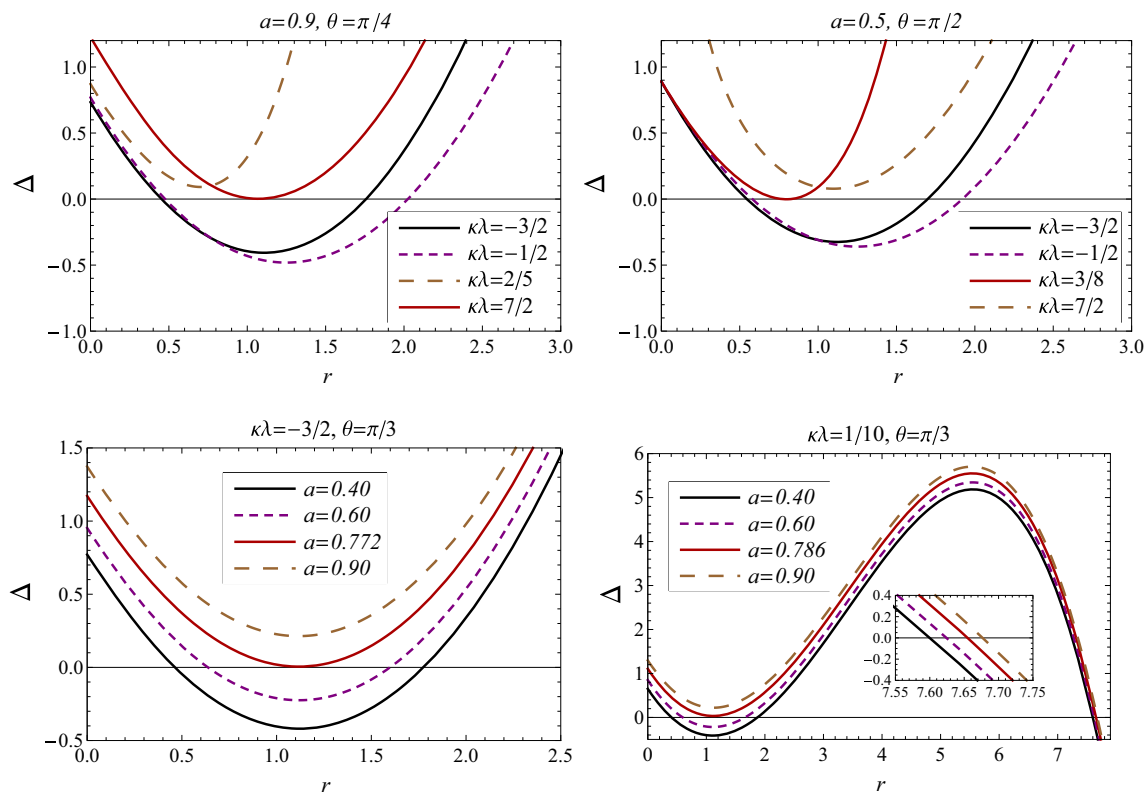 a=0.9, θ=π/4
1.0
0.5
0.0
−0.5
−1.0
Δ
κλ=−3/2
κλ=−1/2
κλ=2/5
κλ=7/2
0.0 0.5 1.0 1.5 2.0 2.5 3.0
r
a=0.5, θ=π/2
1.0
0.5
0.0
−0.5
−1.0
Δ
κλ=−3/2
κλ=−1/2
κλ=3/8
κλ=7/2
0.0 0.5 1.0 1.5 2.0 2.5 3.0
r
κλ=−3/2, θ=π/3
1.5
1.0
0.5
0.0
−0.5
Δ
a=0.40
a=0.60
a=0.772
a=0.90
0.0 0.5 1.0 1.5 2.0 2.5
r
κλ=1/10, θ=π/3
6
5
4
3
2
1
0
Δ
a=0.40
a=0.60
a=0.786
a=0.90
0.4
0.2
0.0
−0.2
−0.4
7.55 7.60 7.65 7.70 7.75
0 1 2 3 4 5 6 7
r